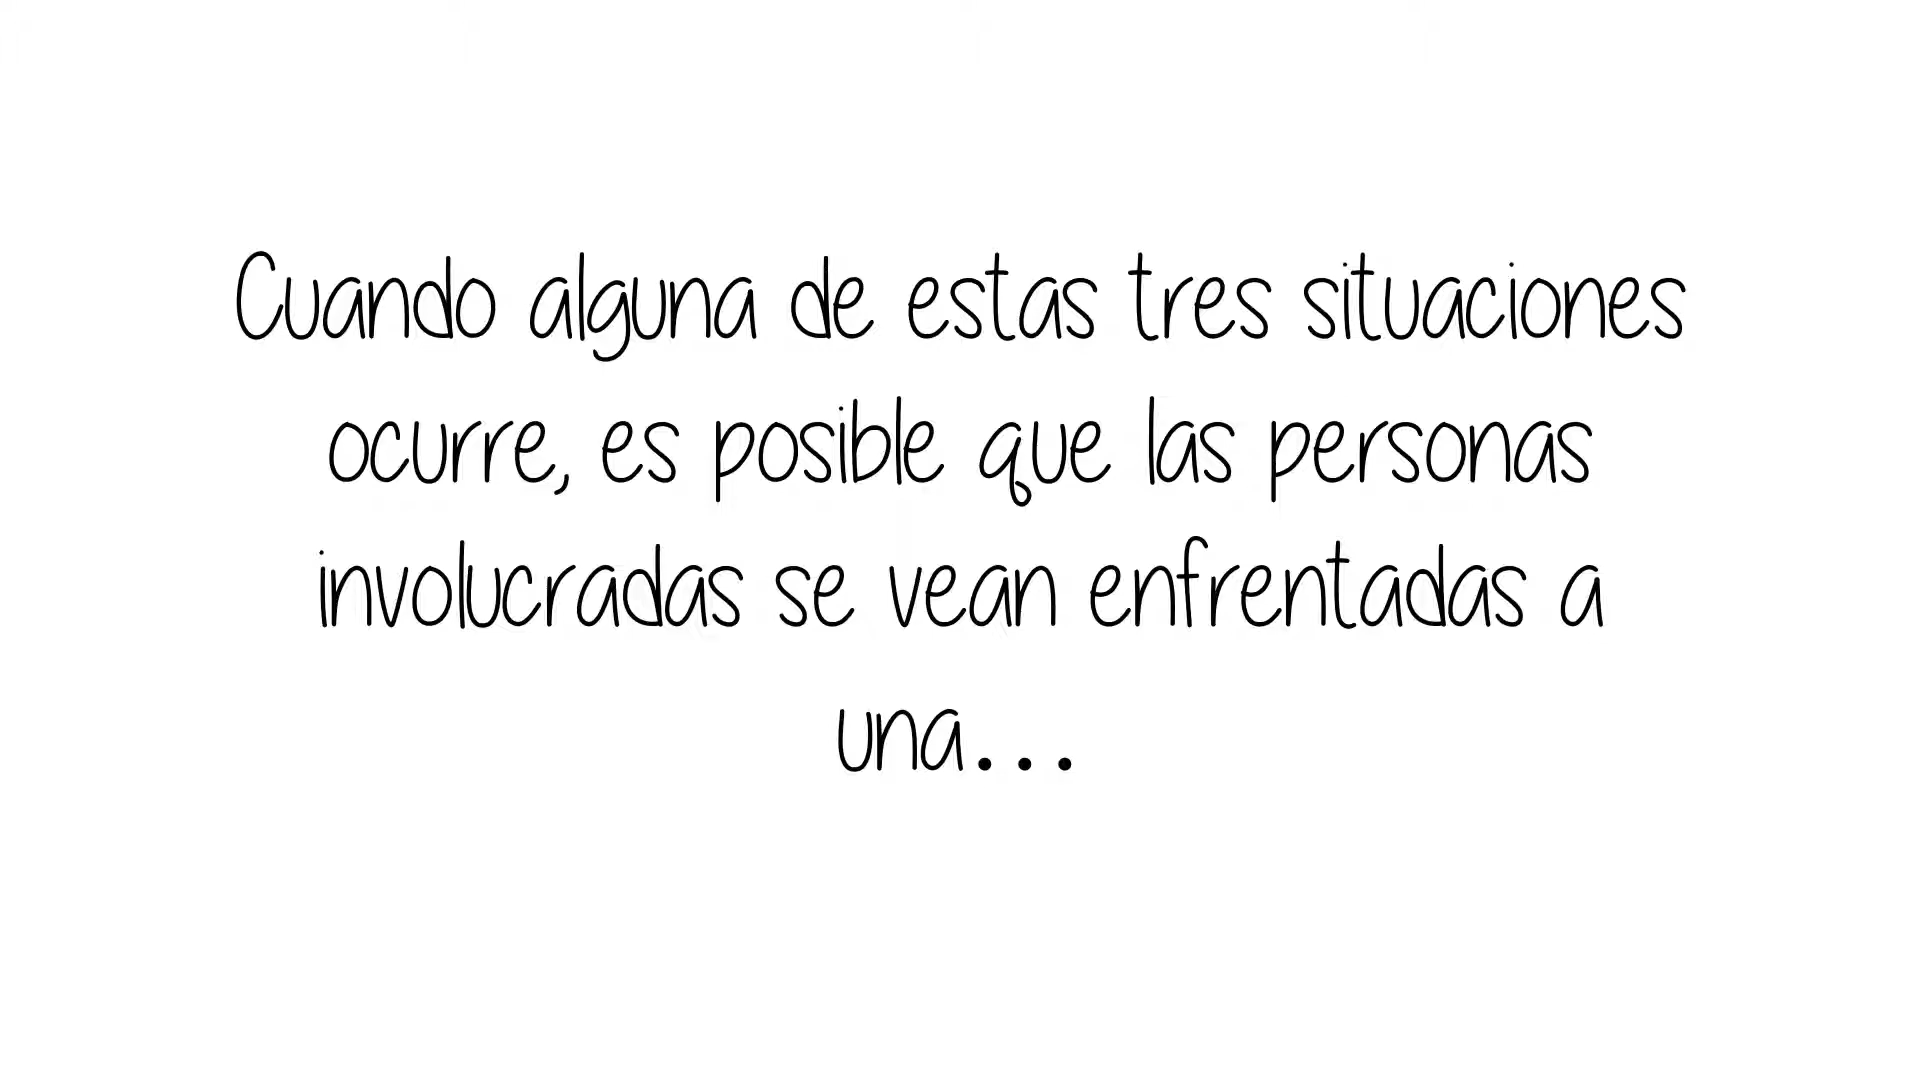 Cuando alguna de estas tres situaciones
ocurre, es posible que las personas
involucradas se vean enfrentadas a
una...